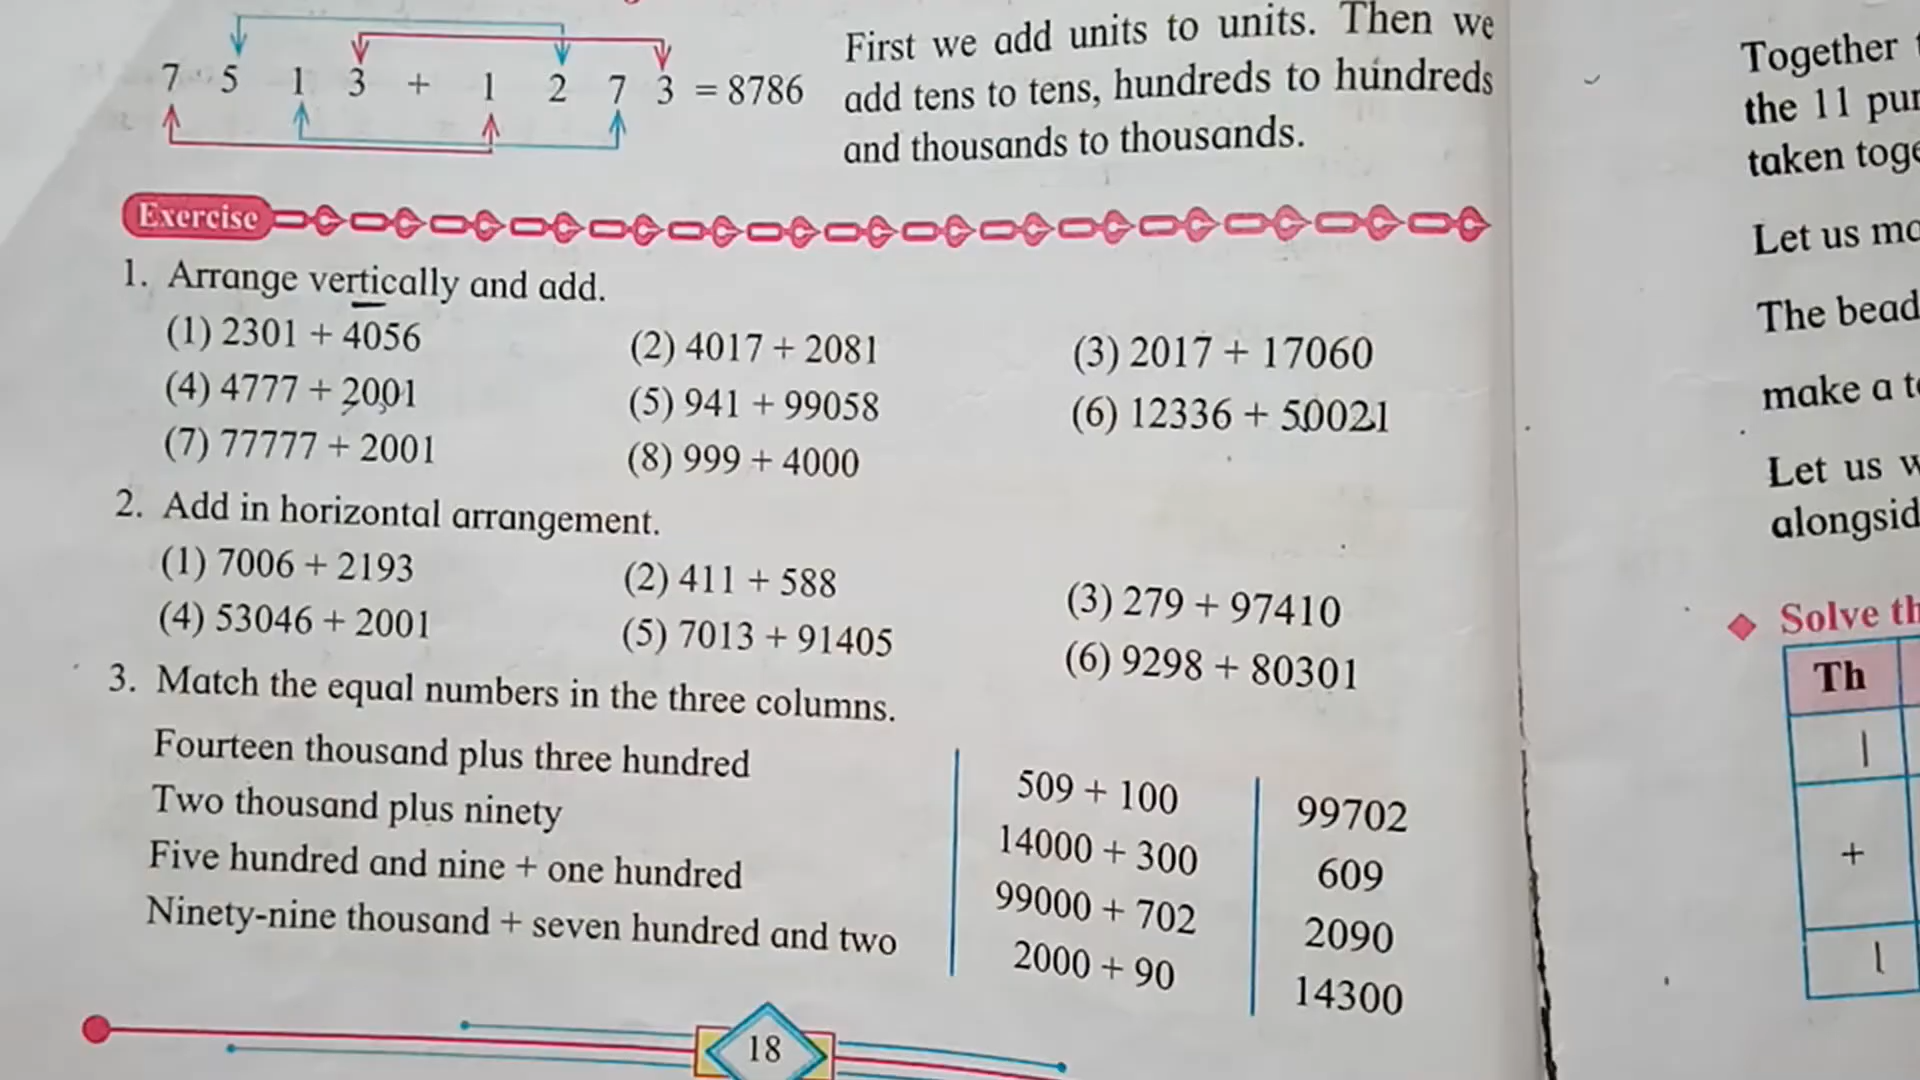 7 5 1 3 + 1 2 7 3 = 8786
First we add units to units. Then we
add tens to tens, hundreds to hundreds
and thousands to thousands.
Exercise
1. Arrange vertically and add.
(1) 2301 + 4056 (2) 4017 + 2081 (3) 2017 + 17060
(4) 4777 + 2001 (5) 941 + 99058 (6) 12336 + 50021
(7) 77777 + 2001 (8) 999 + 4000
2. Add in horizontal arrangement.
(1) 7006 + 2193 (2) 411 + 588 (3) 279 + 97410
(4) 53046 + 2001 (5) 7013 + 91405 (6) 9298 + 80301
3. Match the equal numbers in the three columns.
Fourteen thousand plus three hundred 509 + 100 99702
Two thousand plus ninety 14000 + 300 609
Five hundred and nine + one hundred 99000 + 702 2090
Ninety-nine thousand + seven hundred and two 2000 + 90 14300
18
Together
the 11
taken
Let us
The bead
make a
Let us
Solve
Th
1
+
1